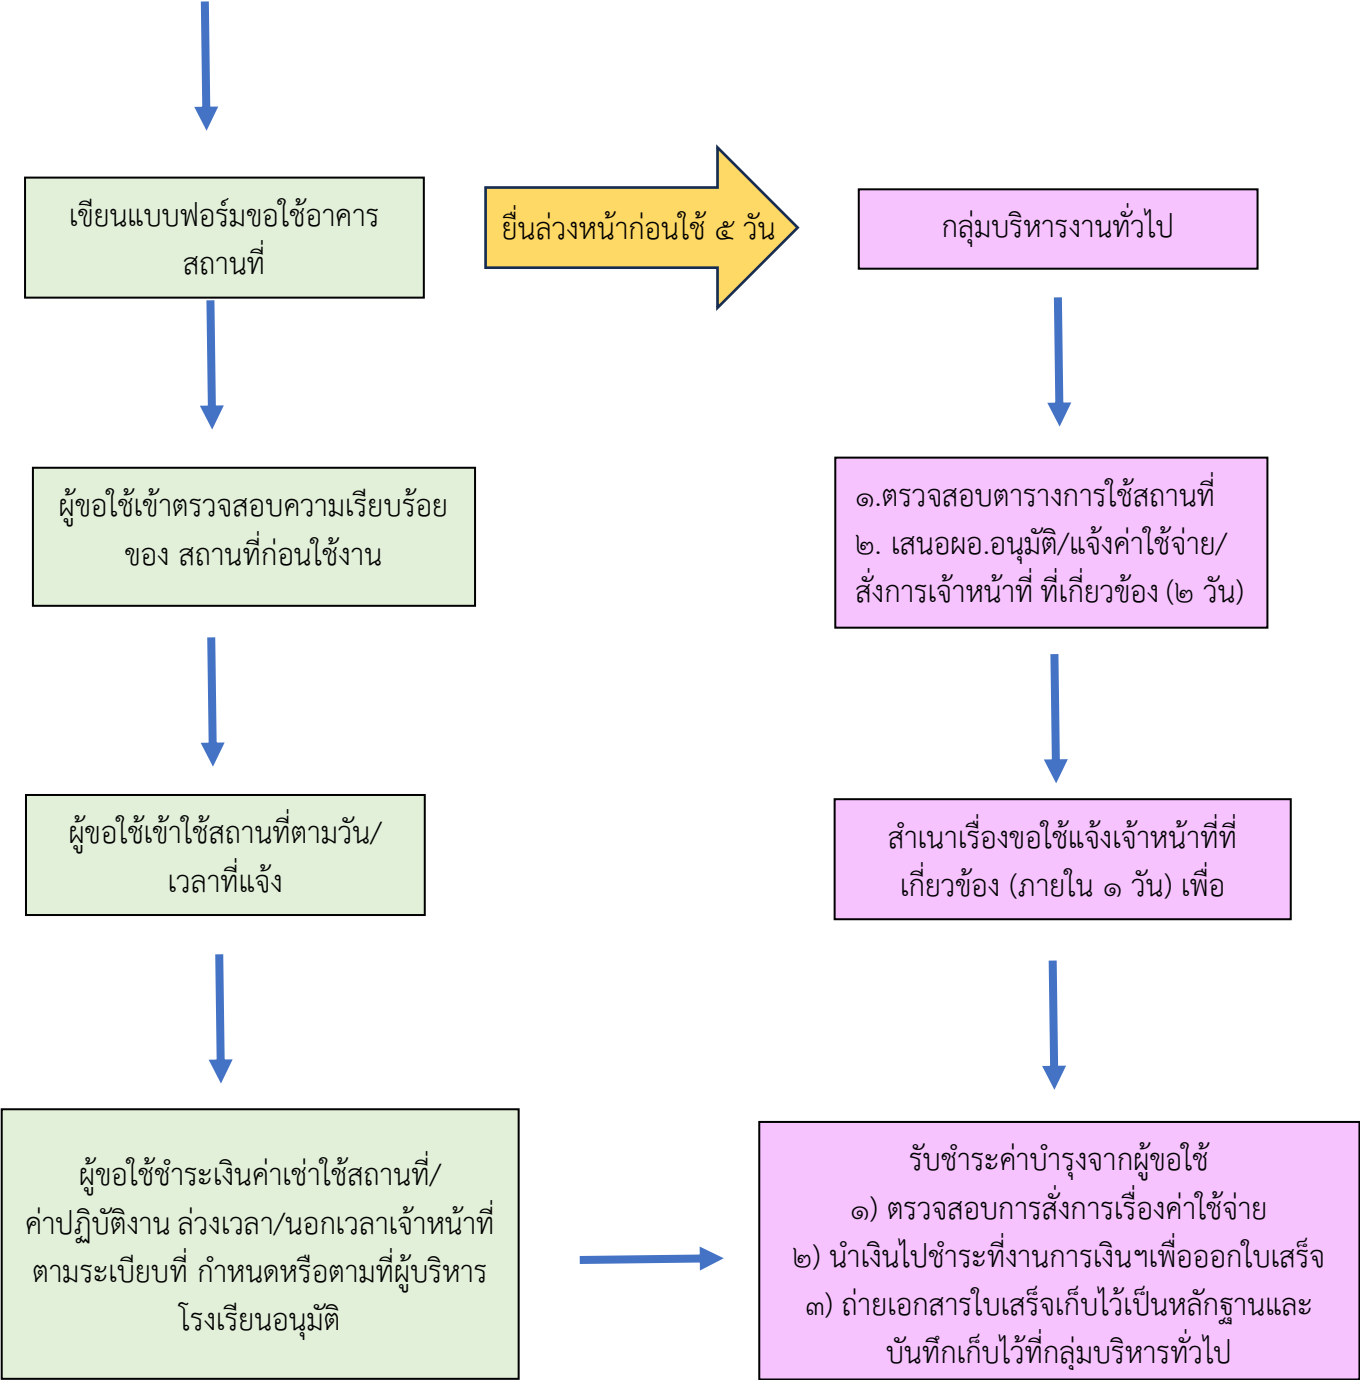 เขียนแบบฟอร์มขอใช้อาคาร
สถานที่
ยื่นล่วงหน้าก่อนใช้ ๕ วัน
กลุ่มบริหารงานทั่วไป
ผู้ขอใช้เข้าตรวจสอบความเรียบร้อย
ของ สถานที่ก่อนใช้งาน
๑.ตรวจสอบตารางการใช้สถานที่
๒. เสนอผอ.อนุมัติ/แจ้งค่าใช้จ่าย/
สั่งการเจ้าหน้าที่ ที่เกี่ยวข้อง (๒ วัน)
ผู้ขอใช้เข้าใช้สถานที่ตามวัน/
เวลาที่แจ้ง
สำเนาเรื่องขอใช้แจ้งเจ้าหน้าที่ที่
เกี่ยวข้อง (ภายใน ๑ วัน) เพื่อ
ผู้ขอใช้ชำระเงินค่าเช่าใช้สถานที่/
ค่าปฏิบัติงาน ล่วงเวลา/นอกเวลาเจ้าหน้าที่
ตามระเบียบที่ กำหนดหรือตามที่ผู้บริหาร
โรงเรียนอนุมัติ
รับชำระค่าบำรุงจากผู้ขอใช้
๑) ตรวจสอบการสั่งการเรื่องค่าใช้จ่าย
๒) นำเงินไปชำระที่งานการเงินฯเพื่อออกใบเสร็จ
๓) ถ่ายเอกสารใบเสร็จเก็บไว้เป็นหลักฐานและ
บันทึกเก็บไว้ที่กลุ่มบริหารทั่วไป